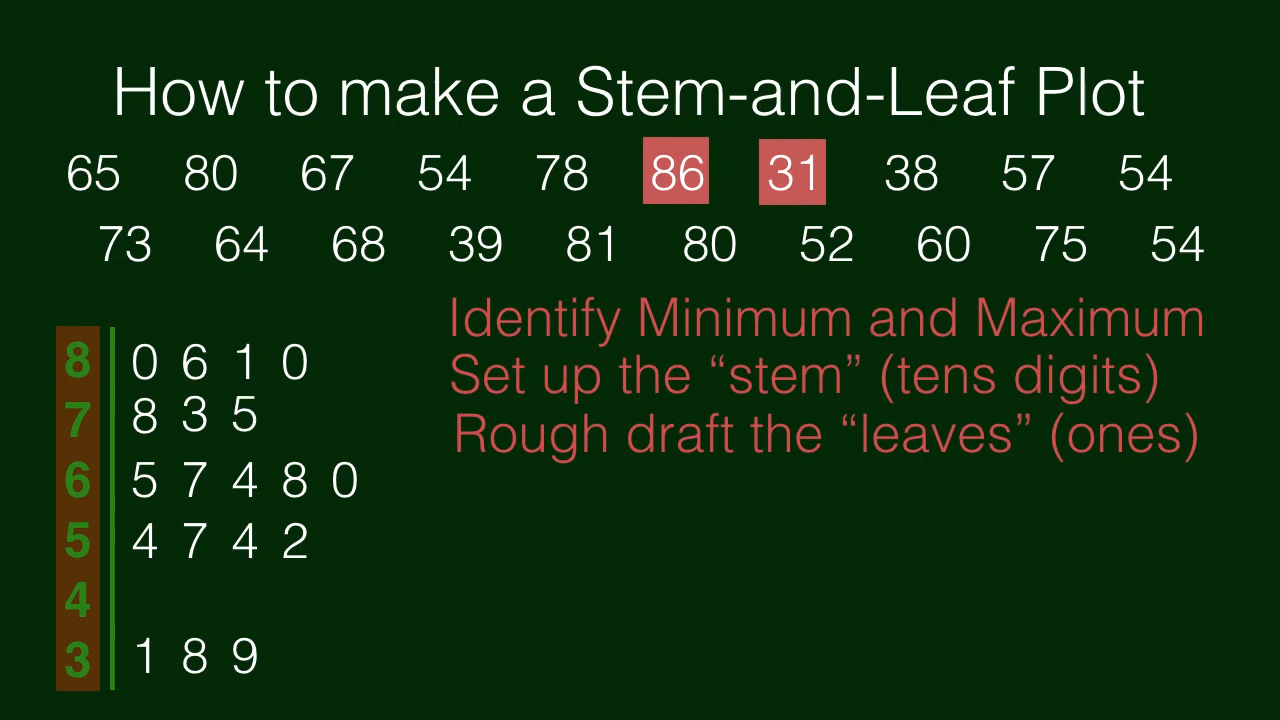 How to make a Stem-and-Leaf Plot
65 80 67 54 78 86 31 38 57 54
73 64 68 39 81 80 52 60 75 54
Identify Minimum and Maximum
Set up the “stem” (tens digits)
Rough draft the “leaves” (ones)
8 0 6 1 0
7 8 3 5
6 5 7 4 8 0
5 4 7 4 2
4
3 1 8 9